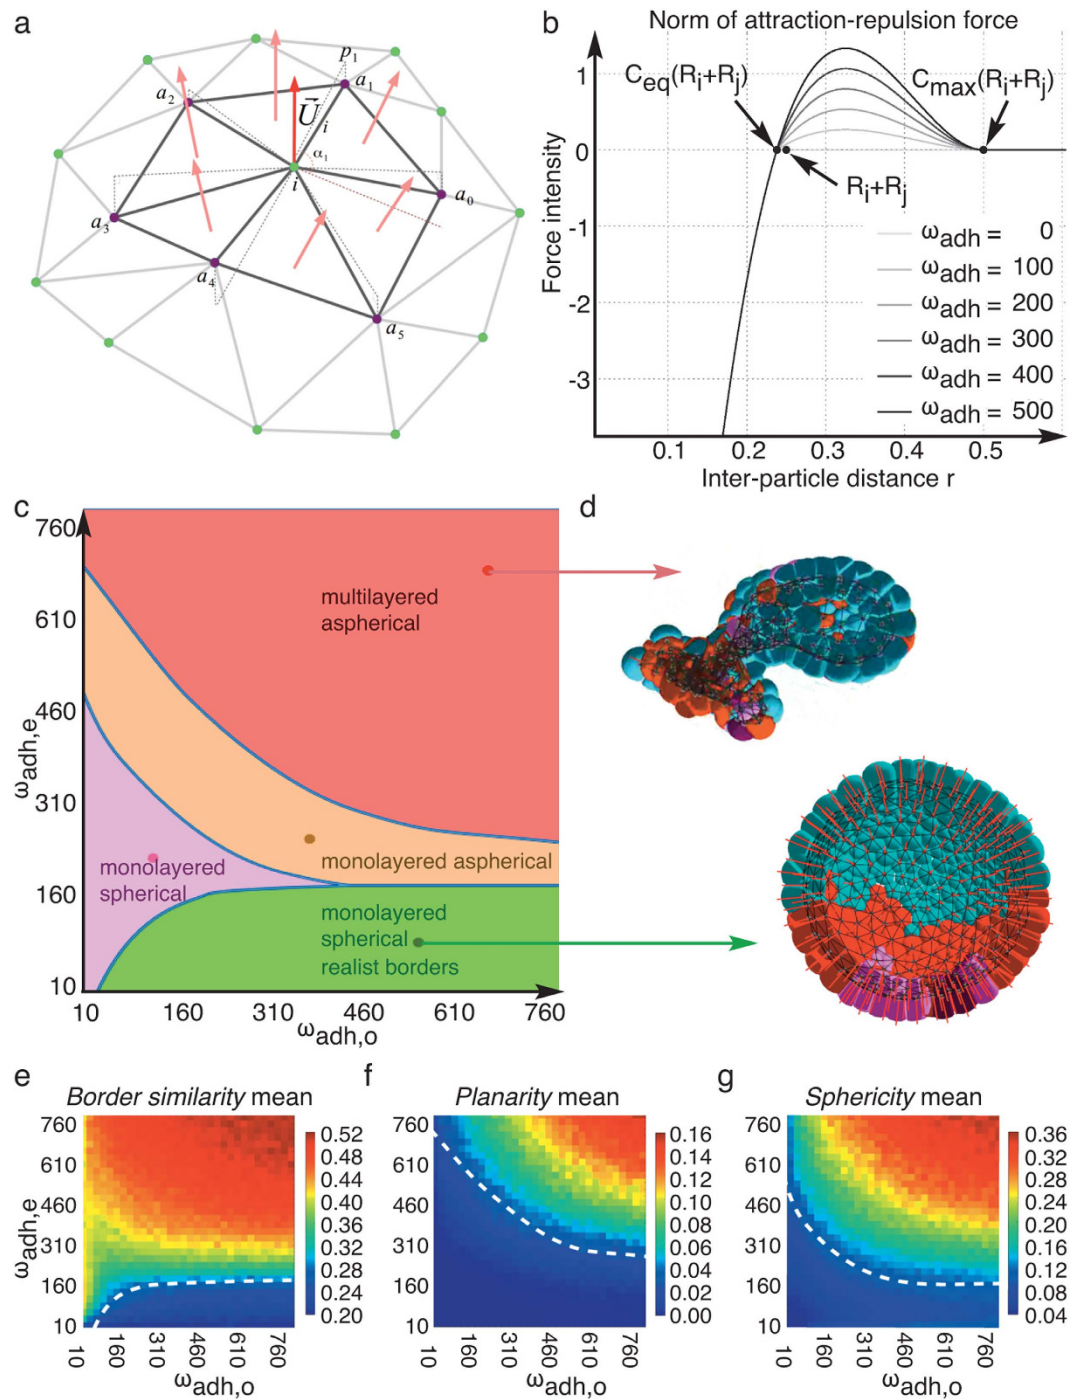 a
p1
a1
a2
U⃗i
α1
i
a0
a3
a4
a5
b
Norm of attraction-repulsion force
Ceq(Ri+Rj)
Cmax(Ri+Rj)
Ri+Rj
Force intensity
1
0
-1
-2
-3
ωadh = 0
ωadh = 100
ωadh = 200
ωadh = 300
ωadh = 400
ωadh = 500
0.1 0.2 0.3 0.4 0.5
Inter-particle distance r
c
ωadh,e
760
610
460
310
160
10
multilayered
aspherical
monolayered aspherical
monolayered
spherical
monolayered
spherical
realist borders
10 160 310 460 610 760
ωadh,o
d
e
Border similarity mean
ωadh,e
760
610
460
310
160
10
10 160 310 460 610 760
ωadh,o
0.52
0.48
0.44
0.40
0.36
0.32
0.28
0.24
0.20
f
Planarity mean
760
610
460
310
160
10
10 160 310 460 610 760
ωadh,o
0.16
0.14
0.12
0.10
0.08
0.06
0.04
0.02
0.00
g
Sphericity mean
760
610
460
310
160
10
10 160 310 460 610 760
ωadh,o
0.36
0.32
0.28
0.24
0.20
0.16
0.12
0.08
0.04